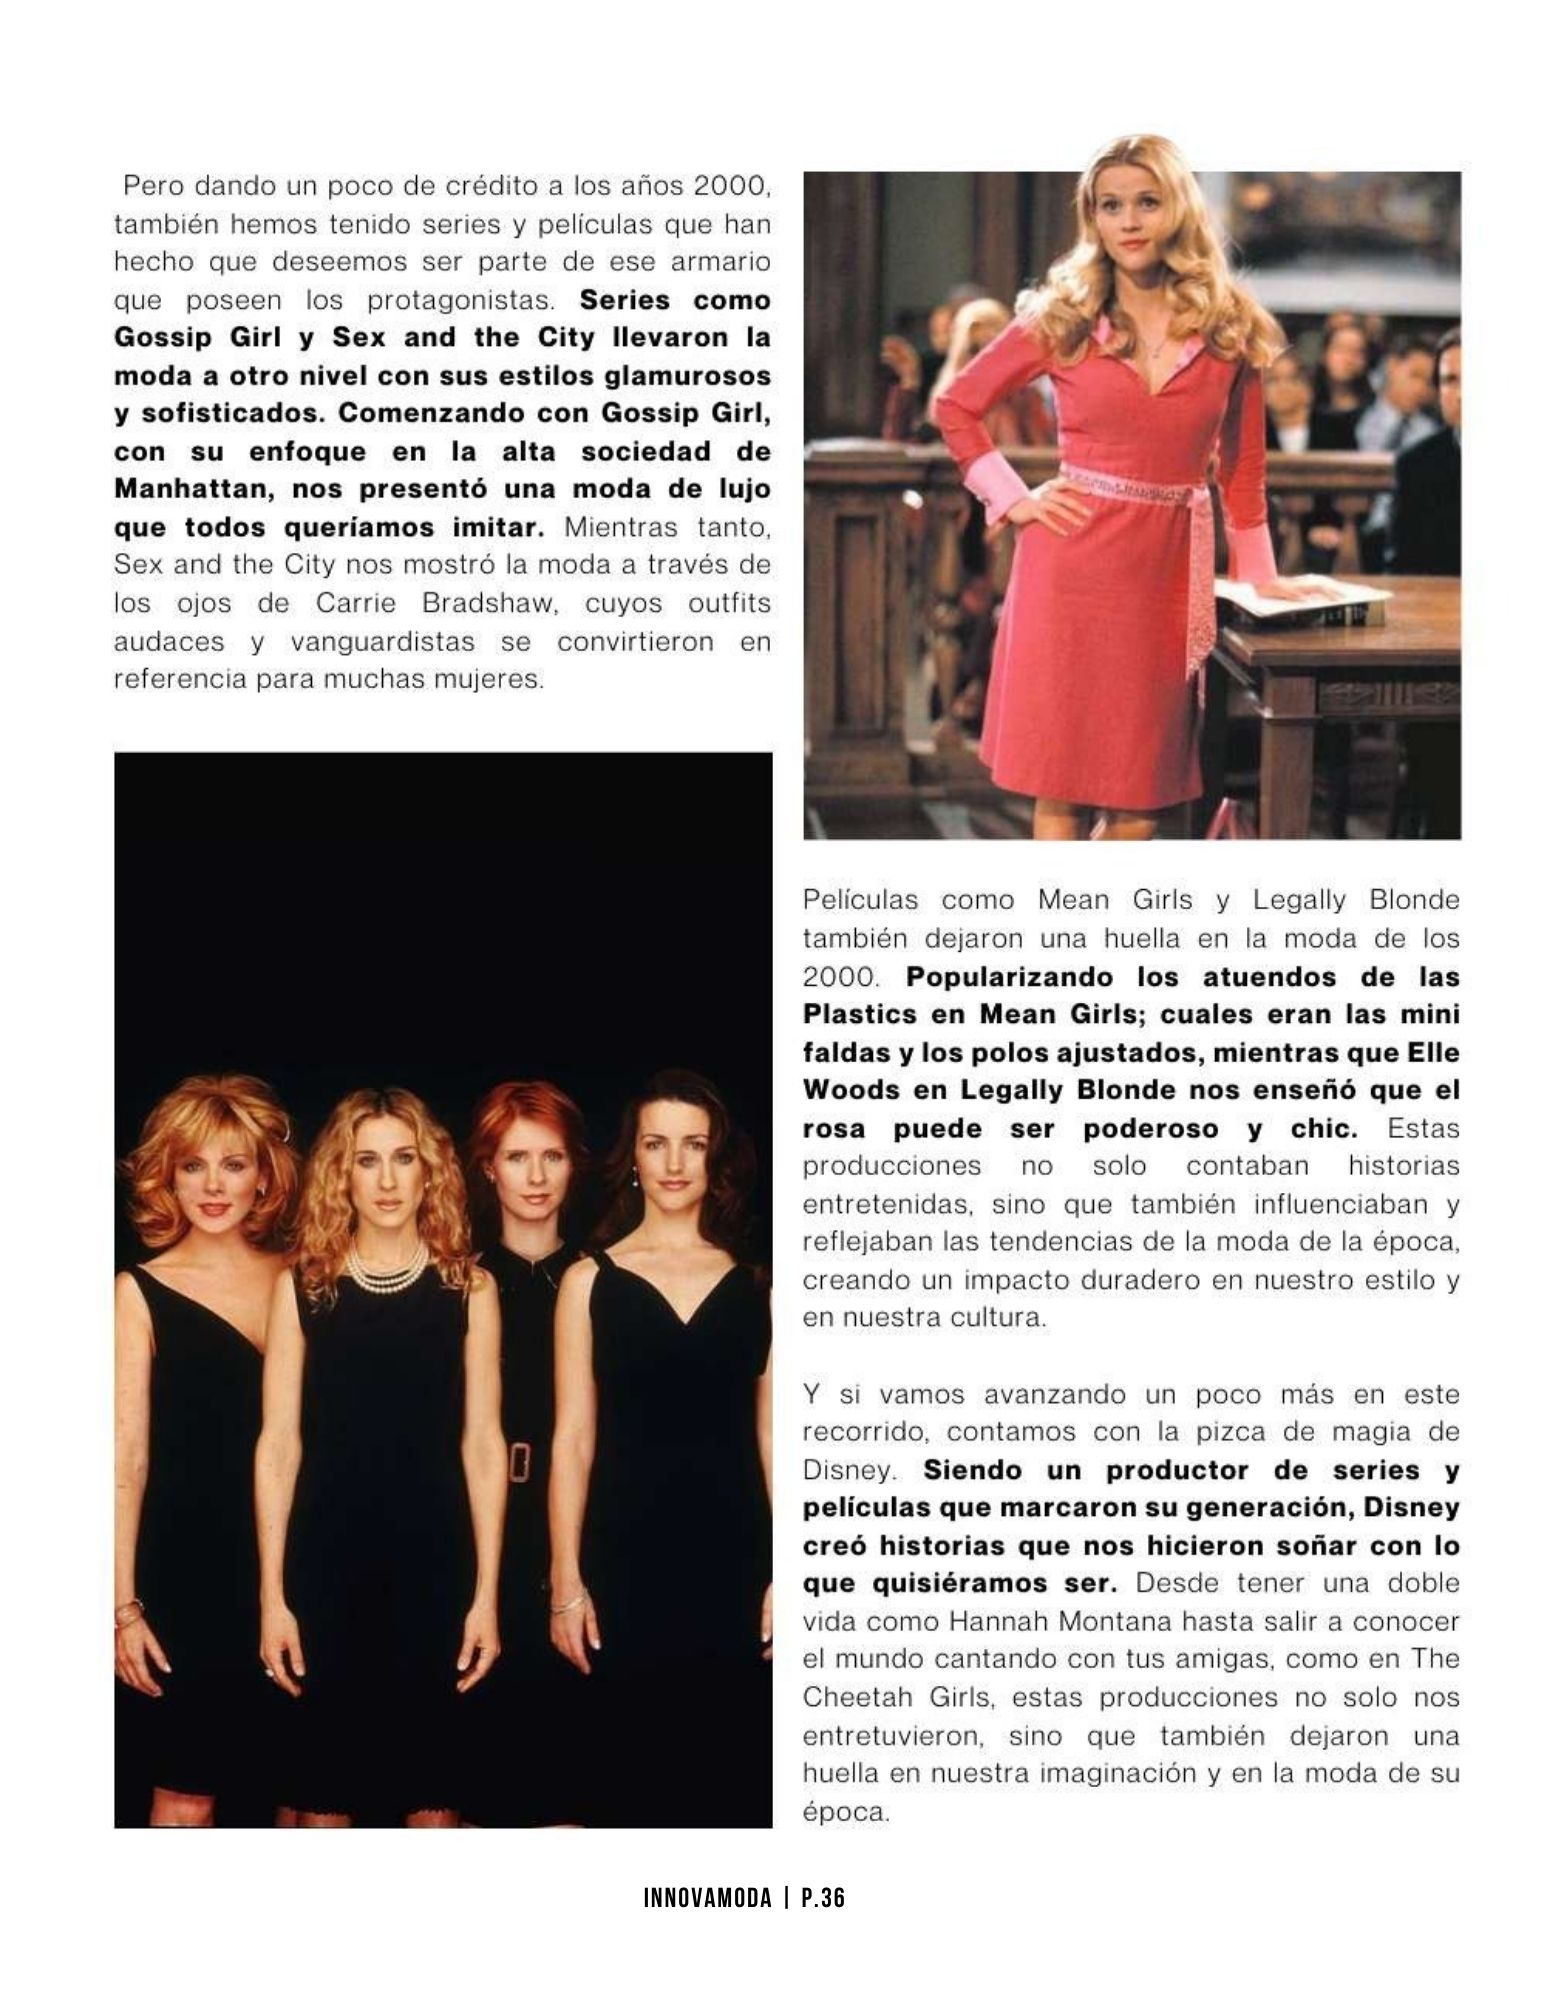 Pero dando un poco de crédito a los años 2000,
también hemos tenido series y películas que han
hecho que deseemos ser parte de ese armario
que poseen los protagonistas. Series como
Gossip Girl y Sex and the City llevaron la
moda a otro nivel con sus estilos glamurosos
y sofisticados. Comenzando con Gossip Girl,
con su enfoque en la alta sociedad de
Manhattan, nos presentó una moda de lujo
que todos queríamos imitar. Mientras tanto,
Sex and the City nos mostró la moda a través de
los ojos de Carrie Bradshaw, cuyos outfits
audaces y vanguardistas se convirtieron en
referencia para muchas mujeres.
Películas como Mean Girls y Legally Blonde
también dejaron una huella en la moda de los
2000. Popularizando los atuendos de las
Plastics en Mean Girls; cuales eran las mini
faldas y los polos ajustados, mientras que Elle
Woods en Legally Blonde nos enseñó que el
rosa puede ser poderoso y chic. Estas
producciones no solo contaban historias
entretenidas, sino que también influenciaban y
reflejaban las tendencias de la moda de la época,
creando un impacto duradero en nuestro estilo y
en nuestra cultura.
Y si vamos avanzando un poco más en este
recorrido, contamos con la pizca de magia de
Disney. Siendo un productor de series y
películas que marcaron su generación, Disney
creó historias que nos hicieron soñar con lo
que quisiéramos ser. Desde tener una doble
vida como Hannah Montana hasta salir a conocer
el mundo cantando con tus amigas, como en The
Cheetah Girls, estas producciones no solo nos
entretuvieron, sino que también dejaron una
huella en nuestra imaginación y en la moda de su
época.
INNOVAMODA | P.36